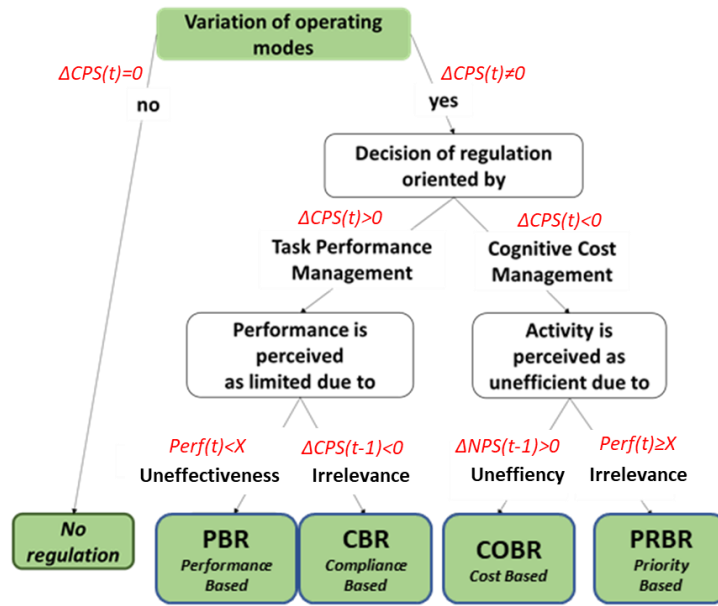 Variation of operating
modes
ΔCPS(t)=0
ΔCPS(t)≠0
no
yes
Decision of regulation
oriented by
ΔCPS(t)>0
ΔCPS(t)<0
Task Performance
Management
Cognitive Cost
Management
Performance is
perceived
as limited due to
Activity is
perceived as
unefficient due to
Perf(t)<X
ΔCPS(t-1)<0
ΔNPS(t-1)>0
Perf(t)≥X
Uneffectiveness
Irrelevance
Uneffiency
Irrelevance
No
regulation
PBR
Performance
Based
CBR
Compliance
Based
COBR
Cost Based
PRBR
Priority
Based